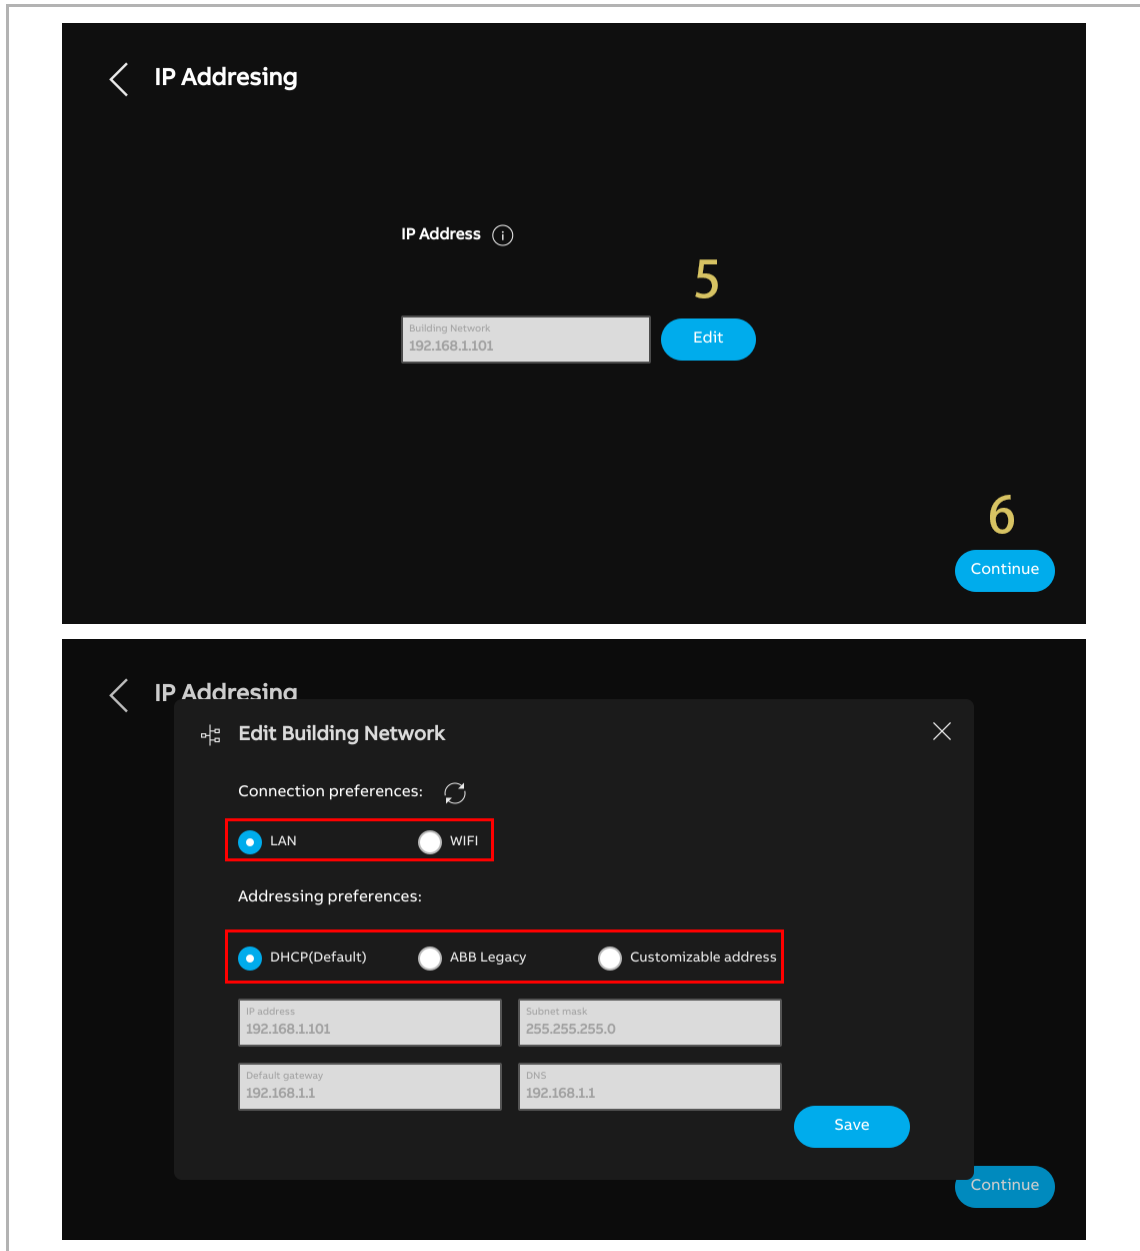 IP Addresing
IP Address
5
Building Network
192.168.1.101
Edit
6
Continue
IP Addresing
Edit Building Network
Connection preferences:
LAN WIFI
Addressing preferences:
DHCP(Default) ABB Legacy Customizable address
IP address Subnet mask
192.168.1.101 255.255.255.0
Default gateway DNS
192.168.1.1 192.168.1.1
Save
Continue